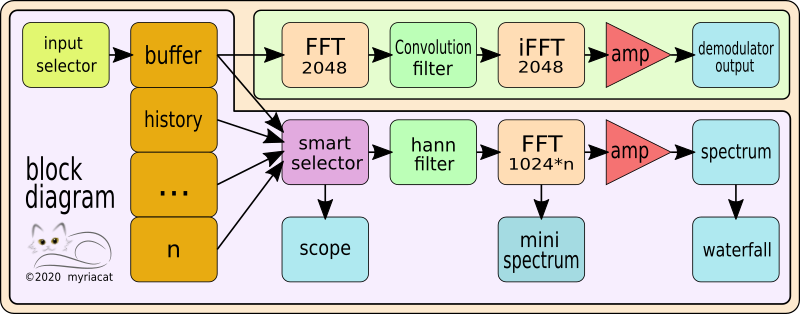 input
selector
buffer
FFT
2048
Convolution
filter
iFFT
2048
amp
demodulator
output
history
smart
selector
hann
filter
FFT
1024*n
amp
spectrum
block
diagram
...
n
scope
mini
spectrum
waterfall
©2020 myriacat